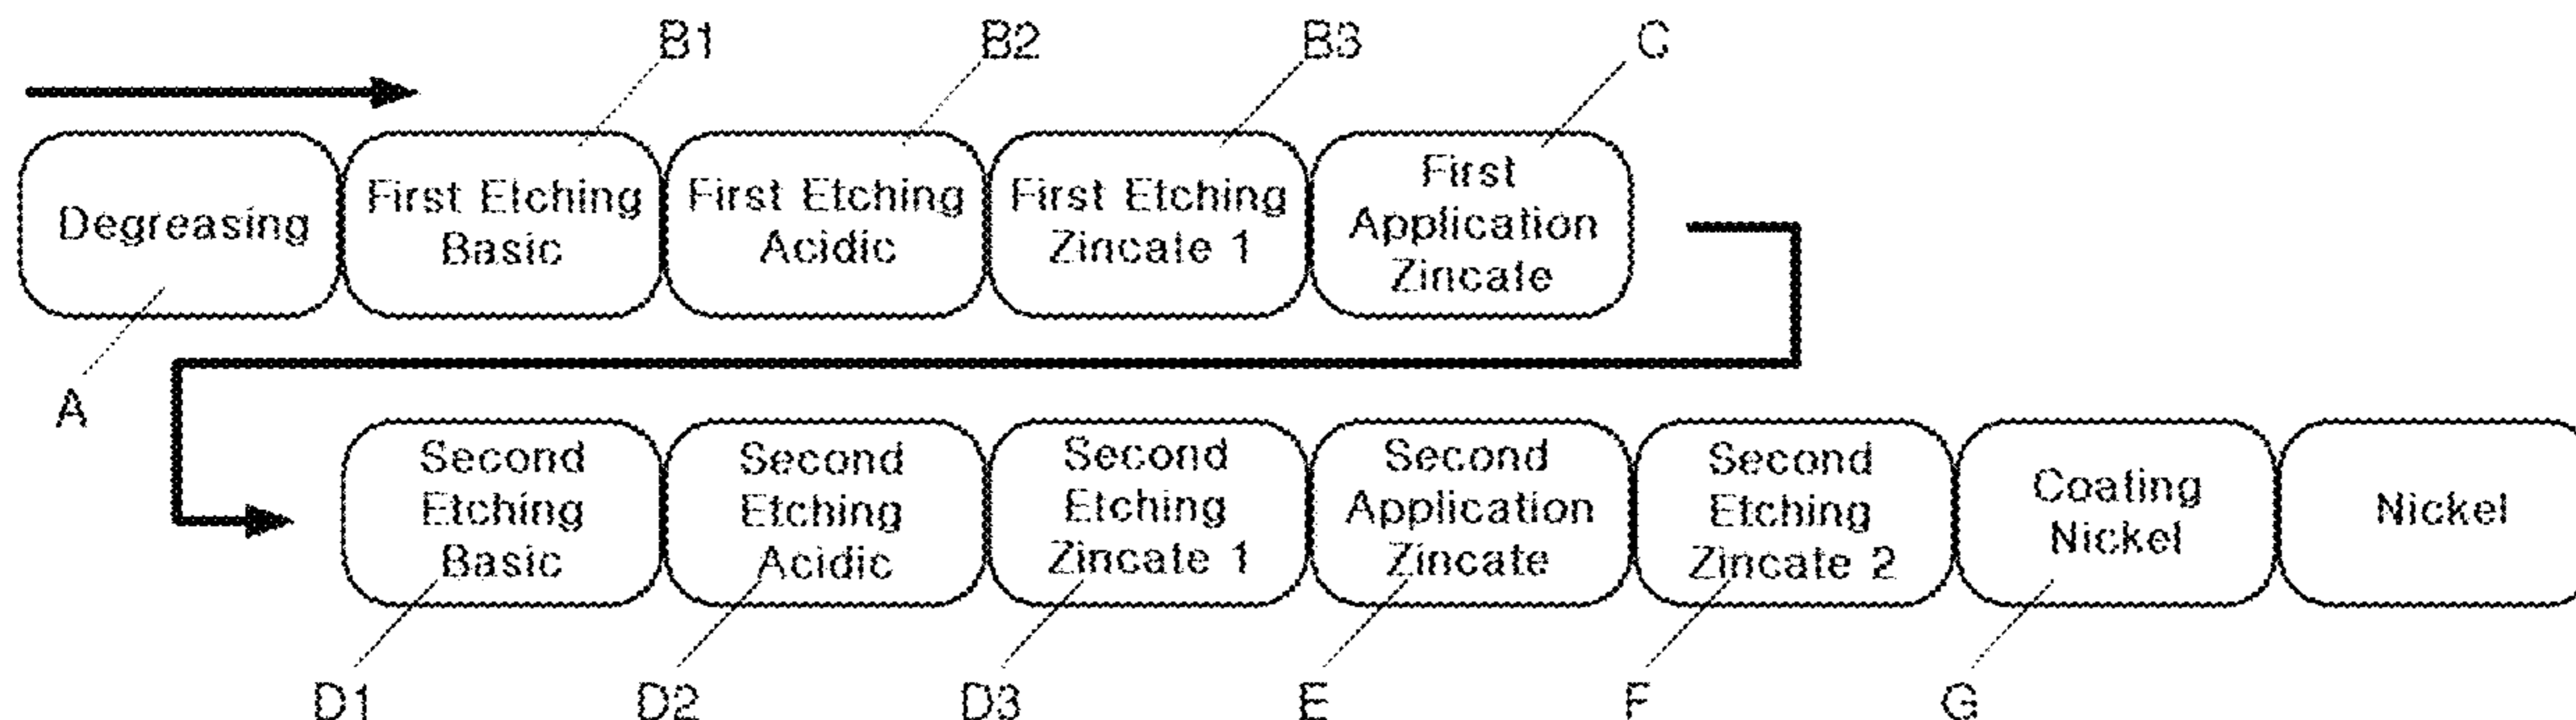 B1
B2
B3
C
Degreasing
First Etching
Basic
First Etching
Acidic
First Etching
Zincate 1
First
Application
Zincate
A
Second
Etching
Basic
Second
Etching
Acidic
Second
Etching
Zincate 1
Second
Application
Zincate
Second
Etching
Zincate 2
Coating
Nickel
Nickel
D1
D2
D3
E
F
G